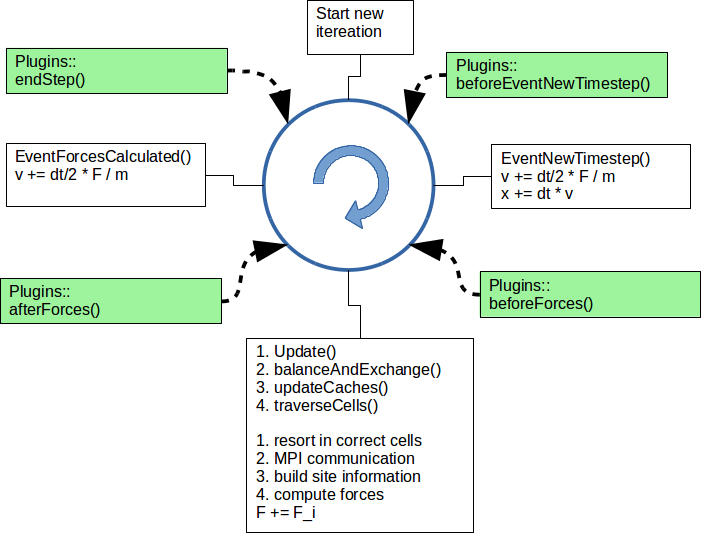 Start new
itereation
Plugins::
endStep()
Plugins::
beforeEventNewTimestep()
EventForcesCalculated()
v += dt/2 * F / m
EventNewTimestep()
v += dt/2 * F / m
x += dt * v
Plugins::
afterForces()
Plugins::
beforeForces()
1. Update()
2. balanceAndExchange()
3. updateCaches()
4. traverseCells()
1. resort in correct cells
2. MPI communication
3. build site information
4. compute forces
F += F_i